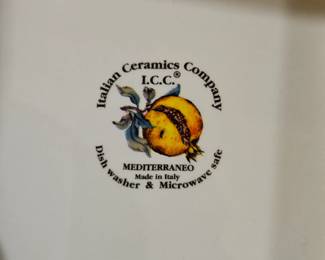 Italian Ceramics Company
I.C.C.®
MEDITERRANEO
Made in Italy
Dish washer & Microwave safe